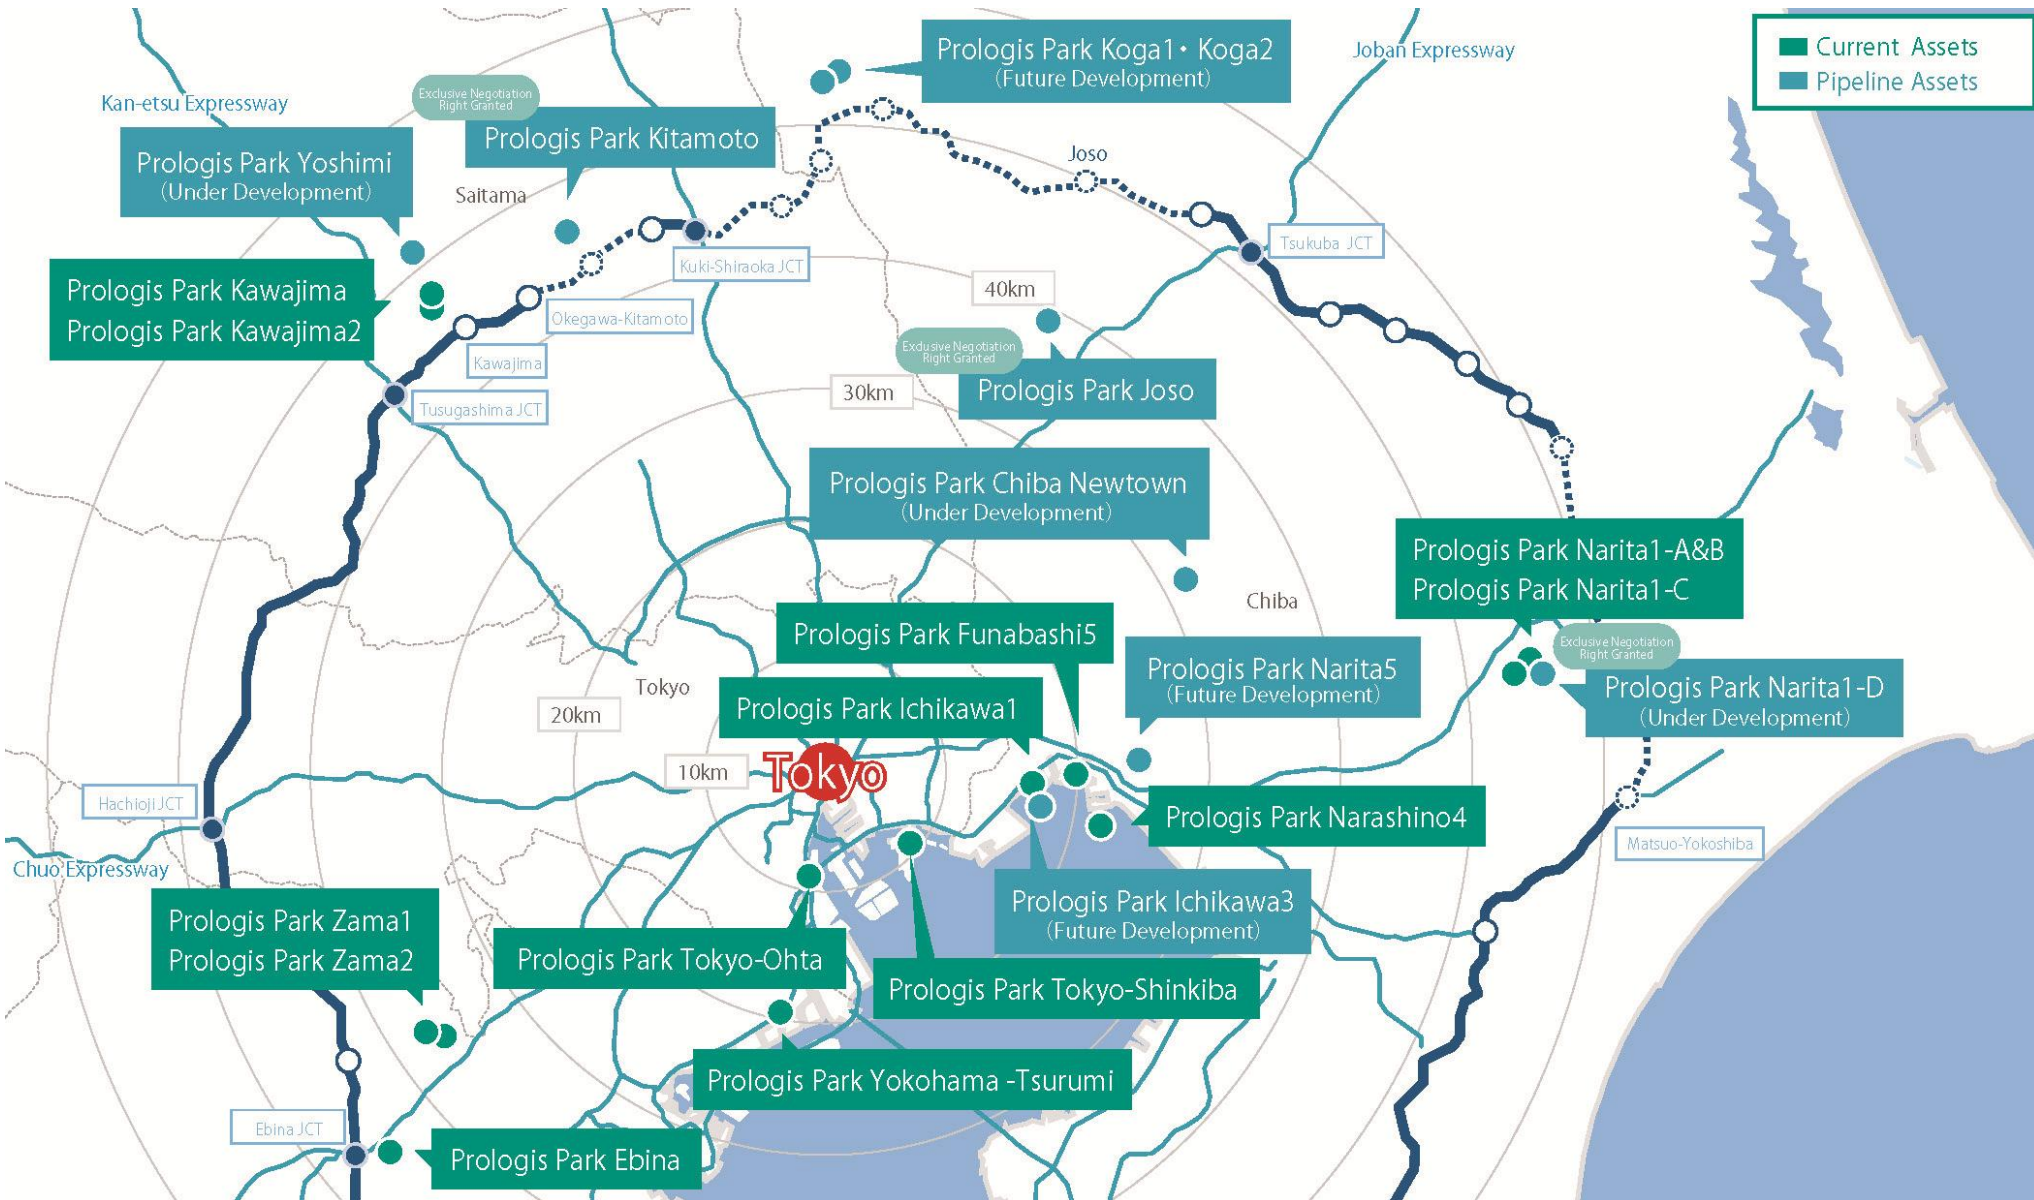 Current Assets
Pipeline Assets
Prologis Park Koga1・Koga2
(Future Development)
Joban Expressway
Kan-etsu Expressway
Exclusive Negotiation
Right Granted
Prologis Park Kitamoto
Prologis Park Yoshimi
(Under Development)
Saitama
Joso
Tsukuba JCT
Kuki-Shiraoka JCT
Prologis Park Kawajima
Prologis Park Kawajima2
40km
Okegawa-Kitamoto
Kawajima
Exclusive Negotiation
Right Granted
Prologis Park Joso
30km
Tusugashima JCT
Prologis Park Chiba Newtown
(Under Development)
Prologis Park Narita1-A&B
Prologis Park Narita1-C
Chiba
Prologis Park Funabashi5
Exclusive Negotiation
Right Granted
Prologis Park Narita5
(Future Development)
Prologis Park Narita1-D
(Under Development)
Tokyo
Prologis Park Ichikawa1
20km
10km
Tokyo
Hachioji JCT
Prologis Park Narashino4
Matsuo-Yokoshiba
Chuo Expressway
Prologis Park Ichikawa3
(Future Development)
Prologis Park Zama1
Prologis Park Zama2
Prologis Park Tokyo-Ohta
Prologis Park Tokyo-Shinkiba
Prologis Park Yokohama -Tsurumi
Ebina JCT
Prologis Park Ebina